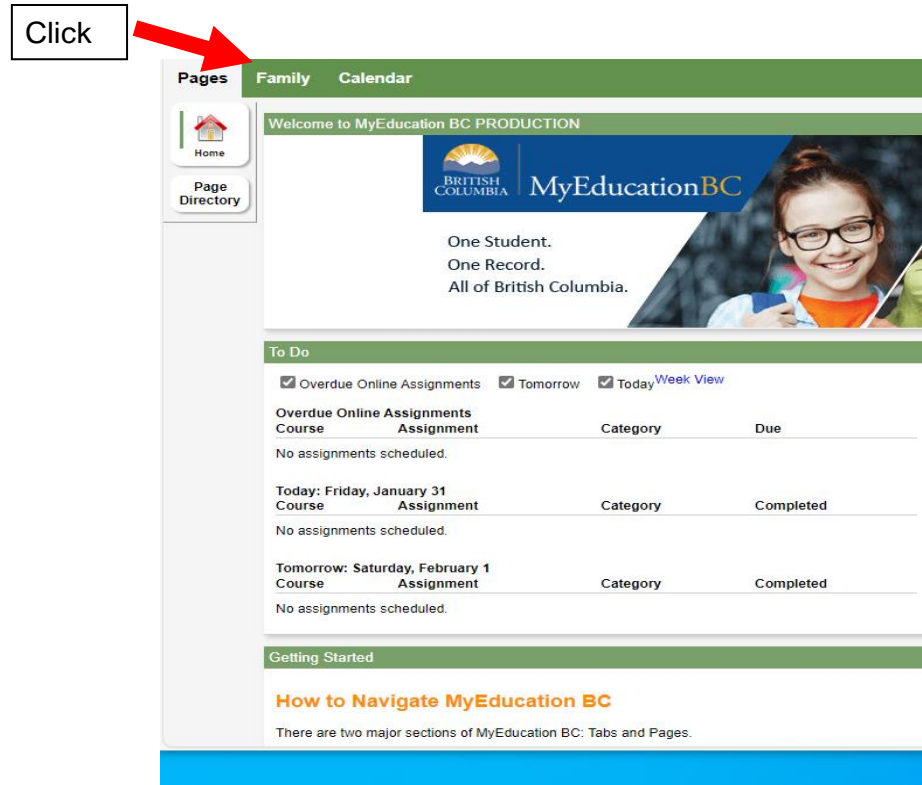 Click
Pages Family Calendar
Home
Page
Directory
Welcome to MyEducation BC PRODUCTION
BRITISH
COLUMBIA
MyEducationBC
One Student.
One Record.
All of British Columbia.
To Do
Overdue Online Assignments Tomorrow Today Week View
Overdue Online Assignments
Course Assignment Category Due
No assignments scheduled.
Today: Friday, January 31
Course Assignment Category Completed
No assignments scheduled.
Tomorrow: Saturday, February 1
Course Assignment Category Completed
No assignments scheduled.
Getting Started
How to Navigate MyEducation BC
There are two major sections of MyEducation BC: Tabs and Pages.